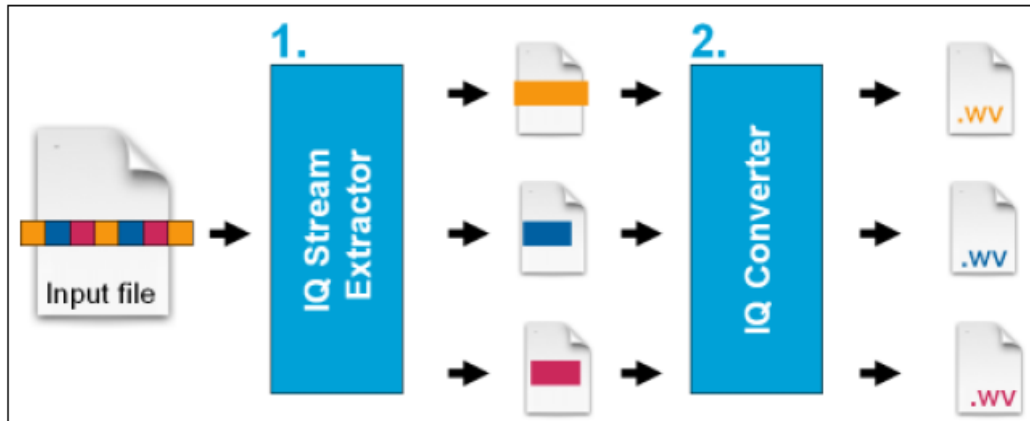 1.
2.
Input file
IQ Stream
Extractor
IQ Converter
.wv
.wv
.wv